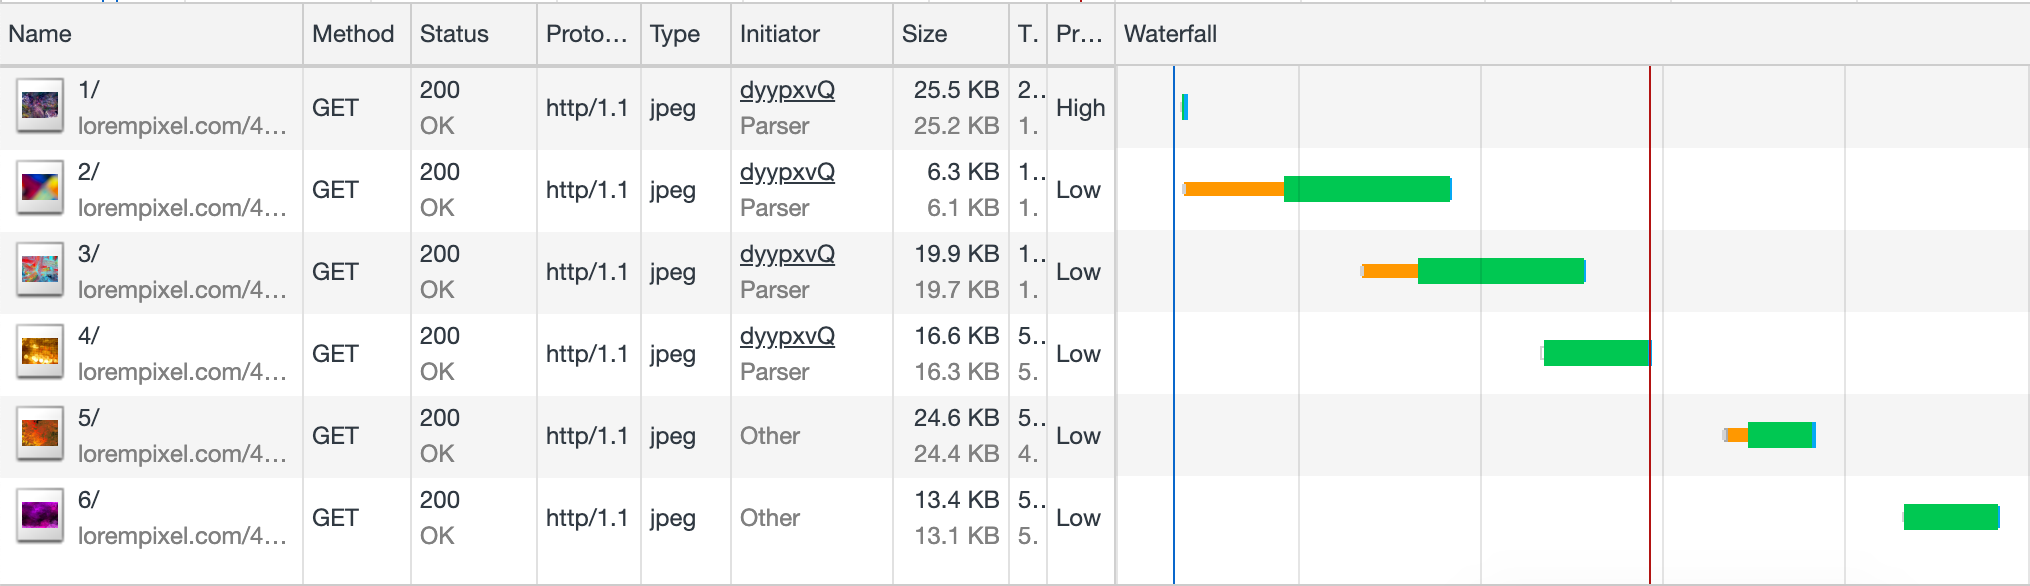 Name Method Status Proto... Type Initiator Size T. Pr... Waterfall
1/ 200 dyypxvQ 25.5 KB 2..
GET http/1.1 jpeg High
lorempixel.com/4... OK Parser 25.2 KB 1.
2/ 200 dyypxvQ 6.3 KB 1..
GET http/1.1 jpeg Low
lorempixel.com/4... OK Parser 6.1 KB 1.
3/ 200 dyypxvQ 19.9 KB 1..
GET http/1.1 jpeg Low
lorempixel.com/4... OK Parser 19.7 KB 1.
4/ 200 dyypxvQ 16.6 KB 5..
GET http/1.1 jpeg Low
lorempixel.com/4... OK Parser 16.3 KB 5.
5/ 200 24.6 KB 5..
GET http/1.1 jpeg Other Low
lorempixel.com/4... OK 24.4 KB 4.
6/ 200 13.4 KB 5..
GET http/1.1 jpeg Other Low
lorempixel.com/4... OK 13.1 KB 5.